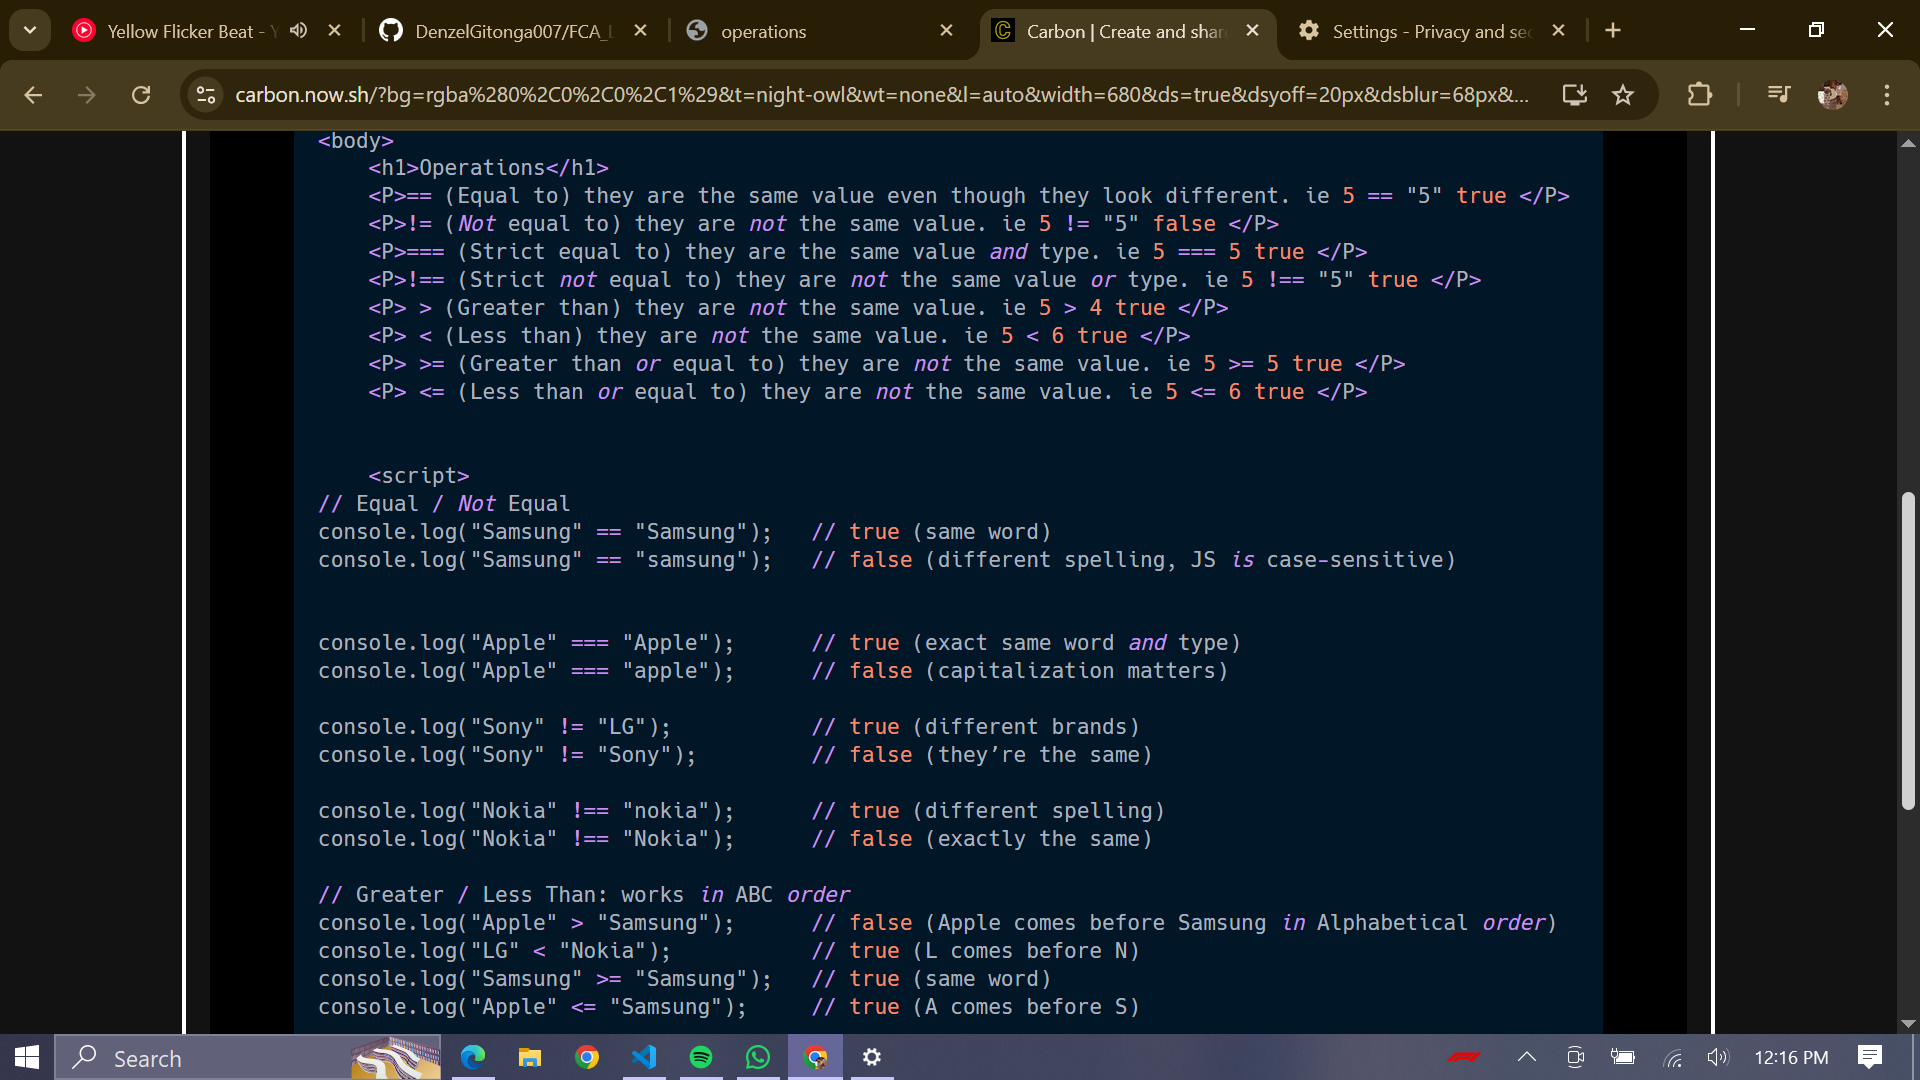 Yellow Flicker Beat - Y
DenzelGitonga007/FCA_L
operations
Carbon | Create and shar
Settings - Privacy and sec
carbon.now.sh/?bg=rgba%280%2C0%2C0%2C1%29&t=night-owl&wt=none&l=auto&width=680&ds=true&dsyoff=20px&dsblur=68px&...
<body>
<h1>Operations</h1>
<P>== (Equal to) they are the same value even though they look different. ie 5 == "5" true </P>
<P>!= (Not equal to) they are not the same value. ie 5 != "5" false </P>
<P>=== (Strict equal to) they are the same value and type. ie 5 === 5 true </P>
<P>!== (Strict not equal to) they are not the same value or type. ie 5 !== "5" true </P>
<P> > (Greater than) they are not the same value. ie 5 > 4 true </P>
<P> < (Less than) they are not the same value. ie 5 < 6 true </P>
<P> >= (Greater than or equal to) they are not the same value. ie 5 >= 5 true </P>
<P> <= (Less than or equal to) they are not the same value. ie 5 <= 6 true </P>
<script>
// Equal / Not Equal
console.log("Samsung" == "Samsung");   // true (same word)
console.log("Samsung" == "samsung");   // false (different spelling, JS is case-sensitive)
console.log("Apple" === "Apple");      // true (exact same word and type)
console.log("Apple" === "apple");      // false (capitalization matters)
console.log("Sony" != "LG");           // true (different brands)
console.log("Sony" != "Sony");         // false (they’re the same)
console.log("Nokia" !== "nokia");      // true (different spelling)
console.log("Nokia" !== "Nokia");      // false (exactly the same)
// Greater / Less Than: works in ABC order
console.log("Apple" > "Samsung");      // false (Apple comes before Samsung in Alphabetical order)
console.log("LG" < "Nokia");           // true (L comes before N)
console.log("Samsung" >= "Samsung");   // true (same word)
console.log("Apple" <= "Samsung");     // true (A comes before S)
Search
12:16 PM